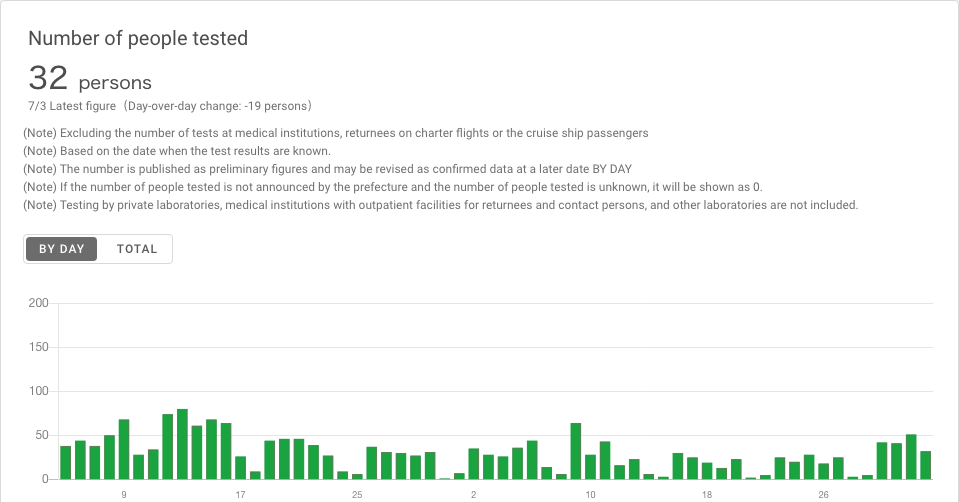 Number of people tested
32 persons
7/3 Latest figure（Day-over-day change: -19 persons）
(Note) Excluding the number of tests at medical institutions, returnees on charter flights or the cruise ship passengers
(Note) Based on the date when the test results are known.
(Note) The number is published as preliminary figures and may be revised as confirmed data at a later date BY DAY
(Note) If the number of people tested is not announced by the prefecture and the number of people tested is unknown, it will be shown as 0.
(Note) Testing by private laboratories, medical institutions with outpatient facilities for returnees and contact persons, and other laboratories are not included.
BY DAY TOTAL
200
150
100
50
0
9 17 25 2 10 18 26